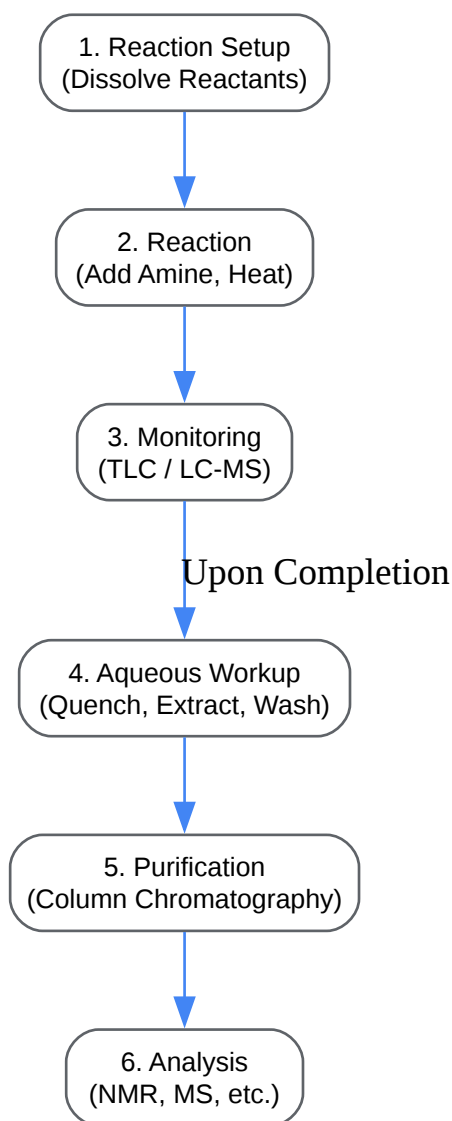 1. Reaction Setup
(Dissolve Reactants)
2. Reaction
(Add Amine, Heat)
3. Monitoring
(TLC / LC-MS)
Upon Completion
4. Aqueous Workup
(Quench, Extract, Wash)
5. Purification
(Column Chromatography)
6. Analysis
(NMR, MS, etc.)